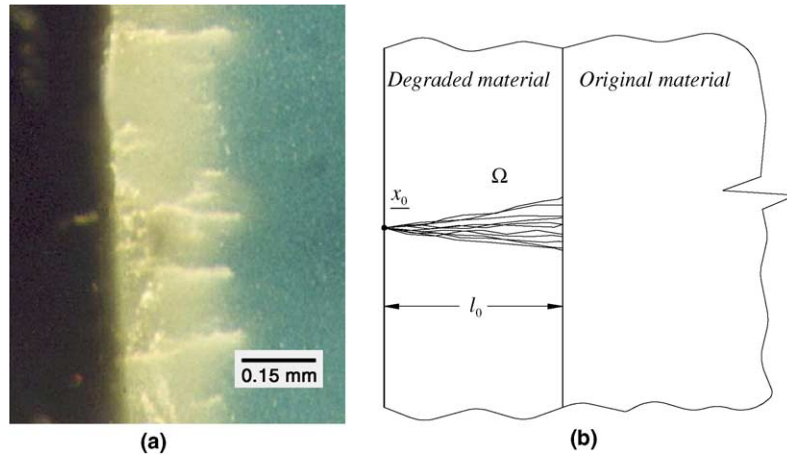 0.15 mm
(a)
Degraded material
Original material
Ω
x0
l0
(b)